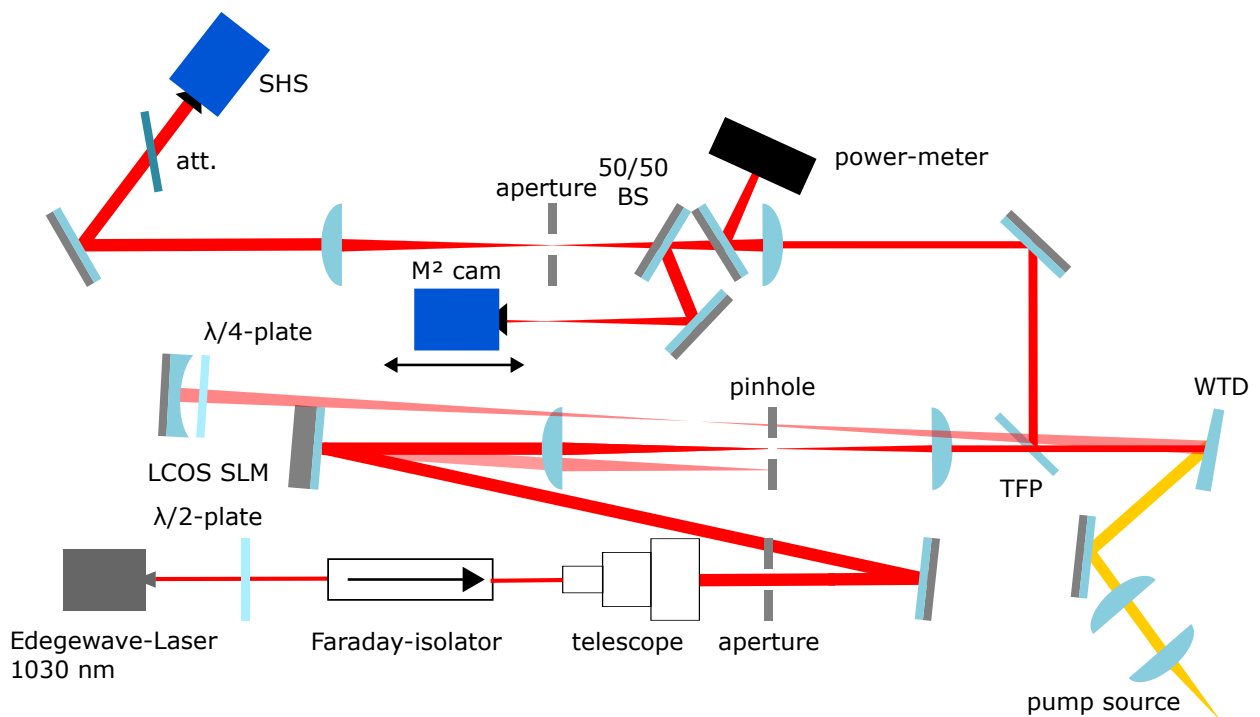 SHS
att.
aperture
50/50
BS
power-meter
M² cam
λ/4-plate
pinhole
WTD
LCOS SLM
TFP
λ/2-plate
Edegewave-Laser
1030 nm
Faraday-isolator
telescope
aperture
pump source